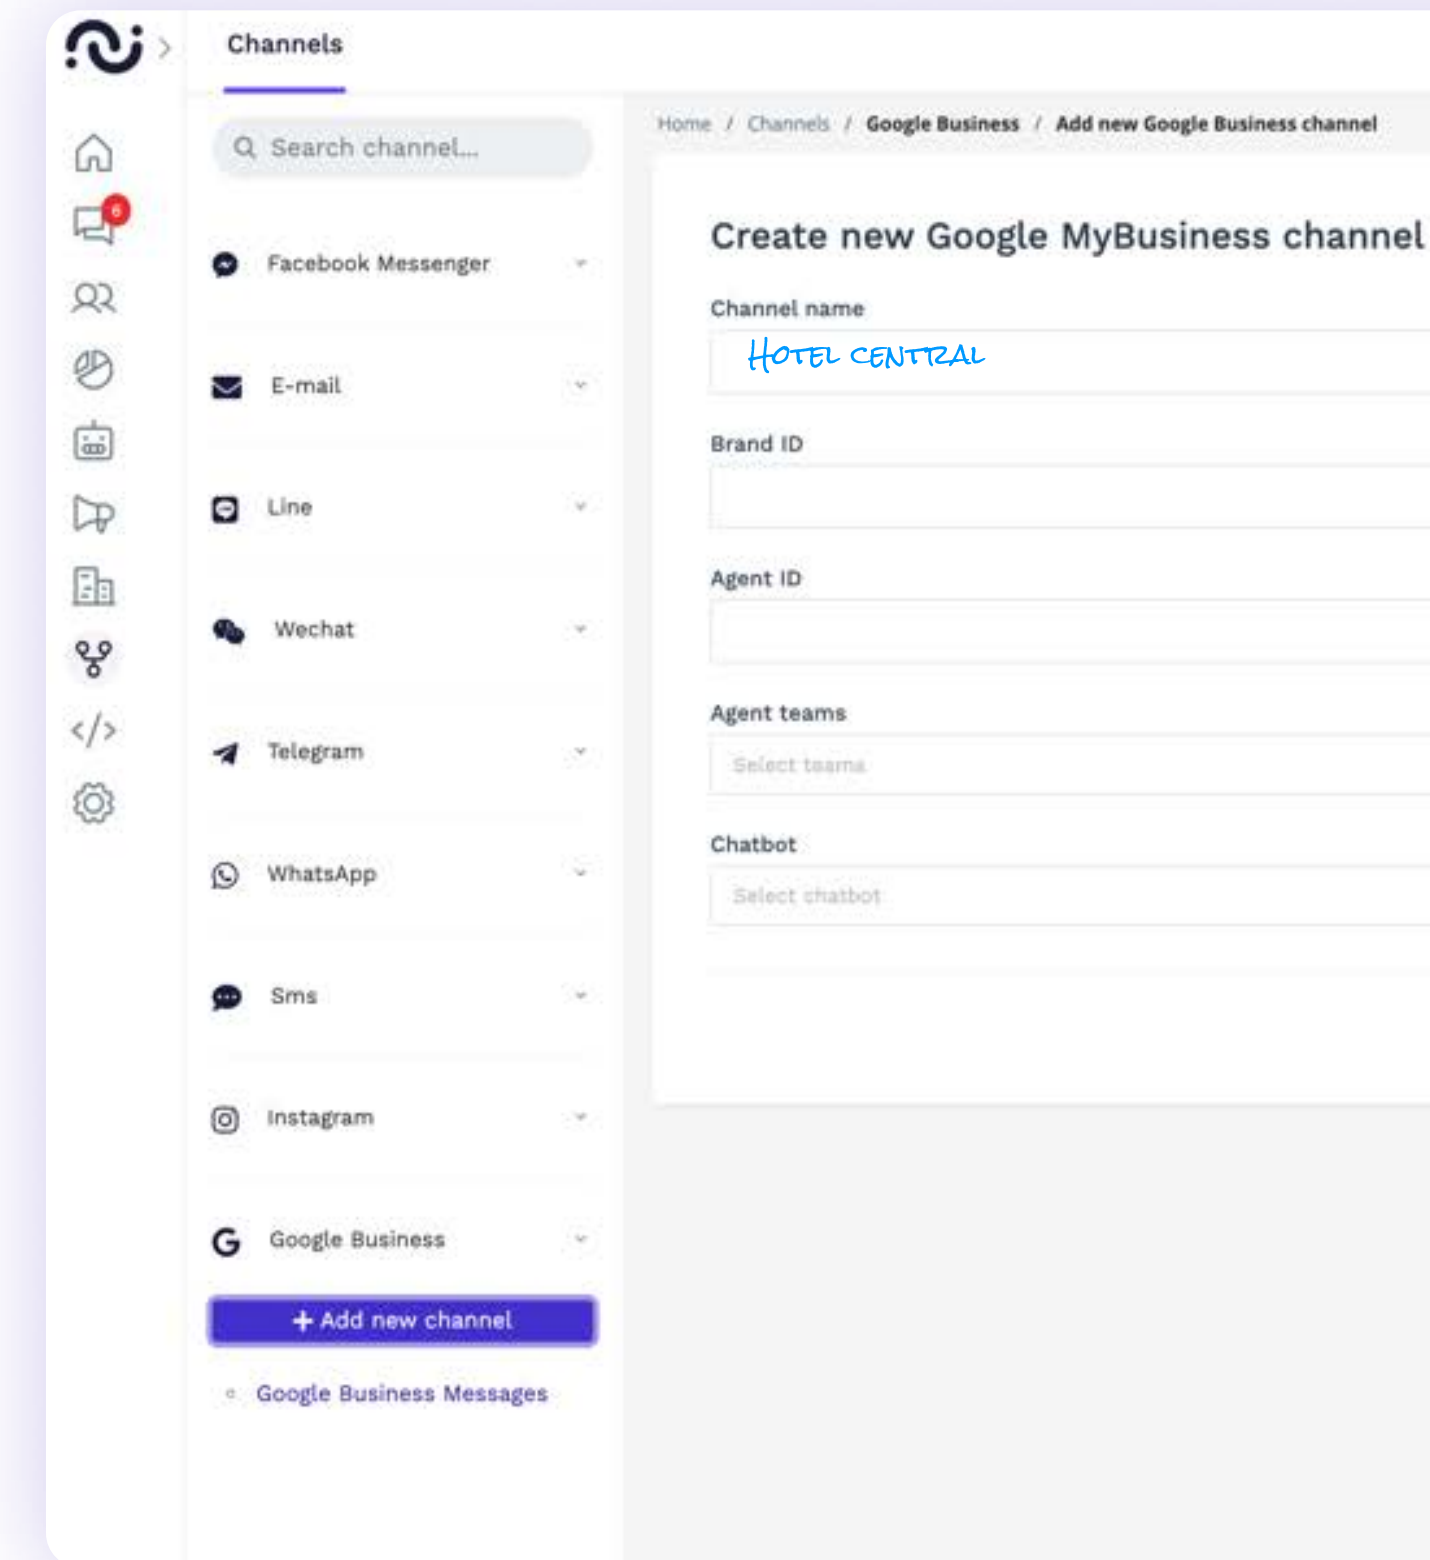 Channels
Search channel...
Facebook Messenger
E-mail
Line
Wechat
Telegram
WhatsApp
Sms
Instagram
Google Business
+ Add new channel
Google Business Messages
6
</>
Home / Channels / Google Business / Add new Google Business channel
Create new Google MyBusiness channel
Channel name
Hotel central
Brand ID
Agent ID
Agent teams
Select teams
Chatbot
Select chatbot